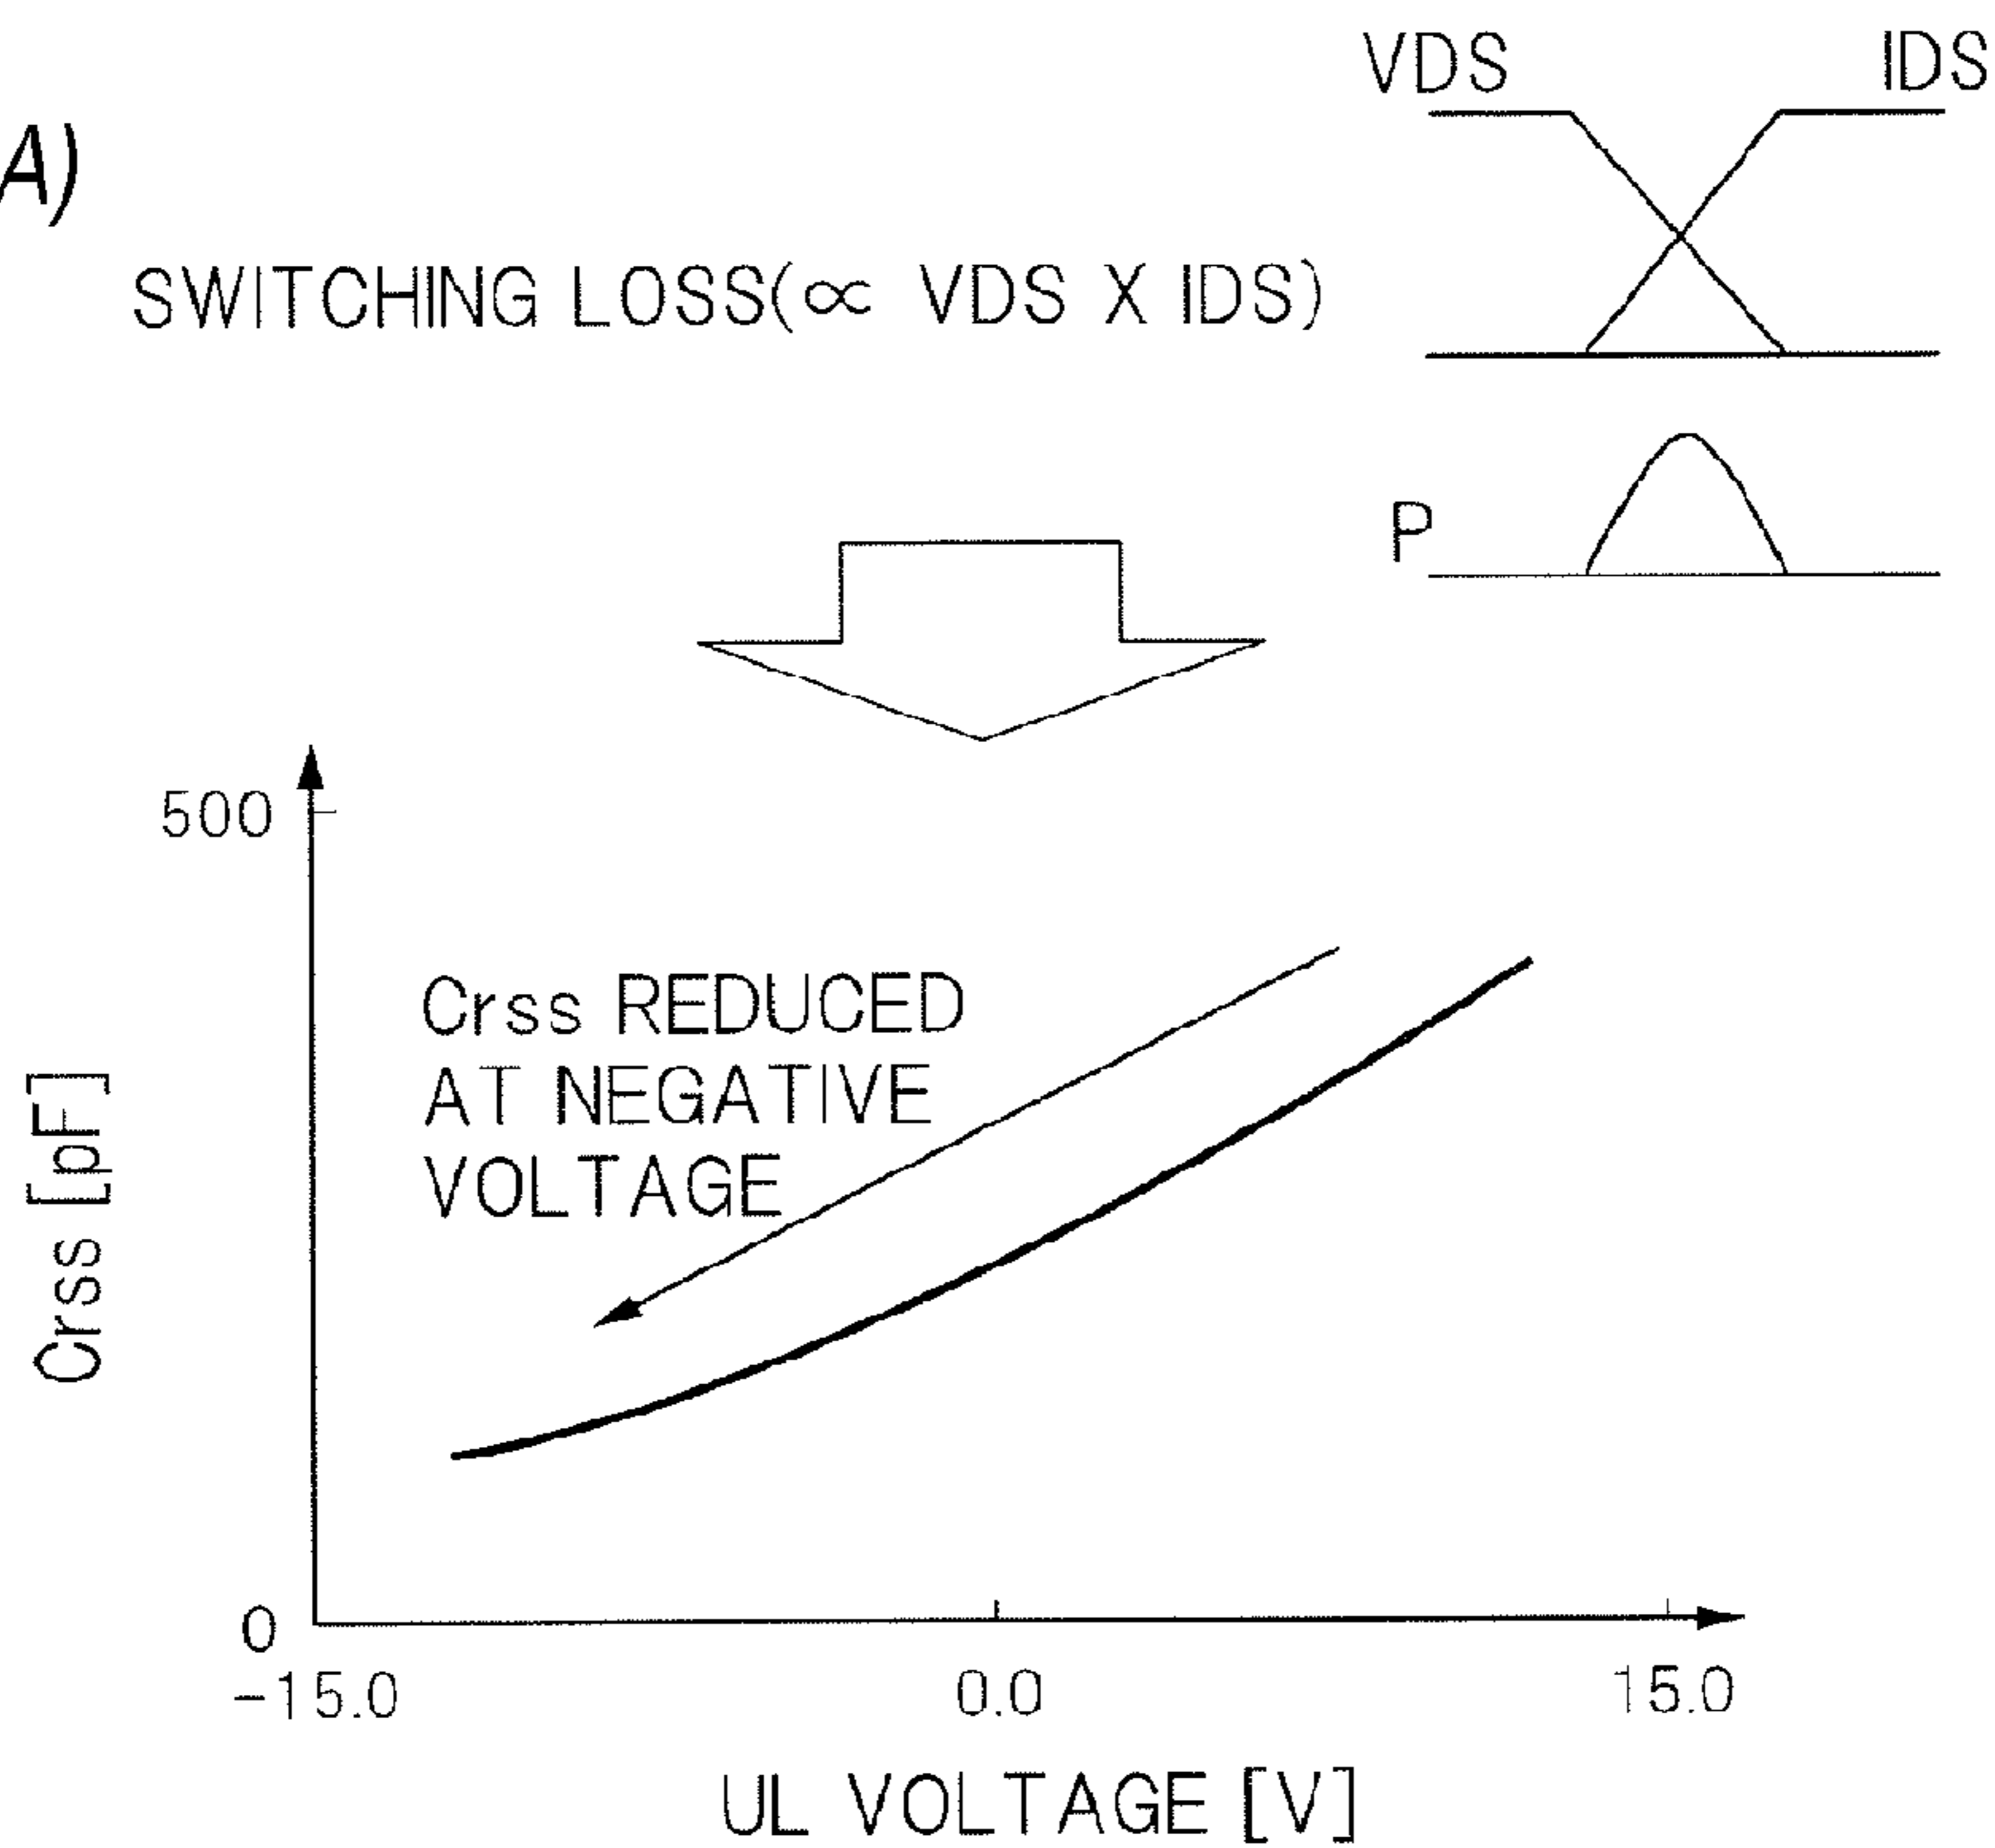 A)
VDS
IDS
SWITCHING LOSS(∝ VDS X IDS)
P
500
Crss REDUCED
AT NEGATIVE
VOLTAGE
Crss [pF]
0
-15.0
0.0
15.0
UL VOLTAGE [V]